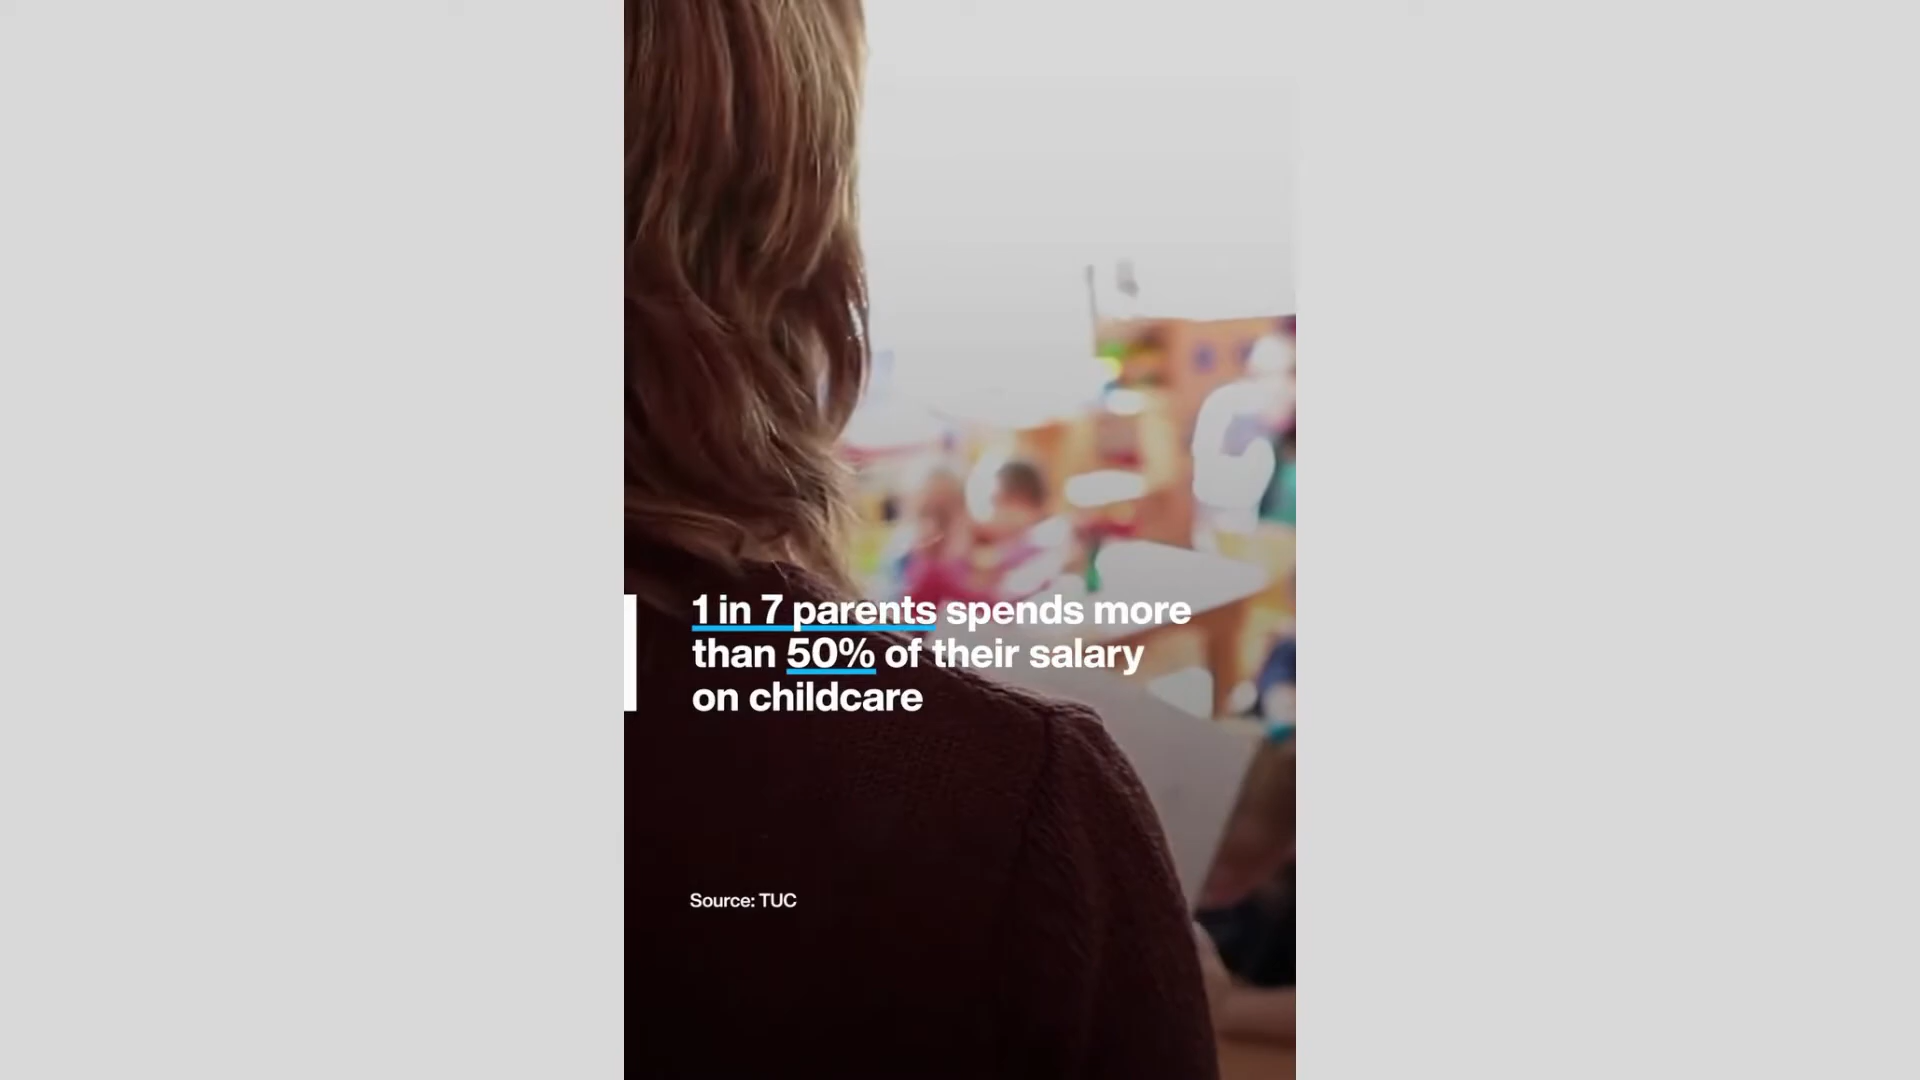 1 in 7 parents spends more
than 50% of their salary
on childcare
Source: TUC